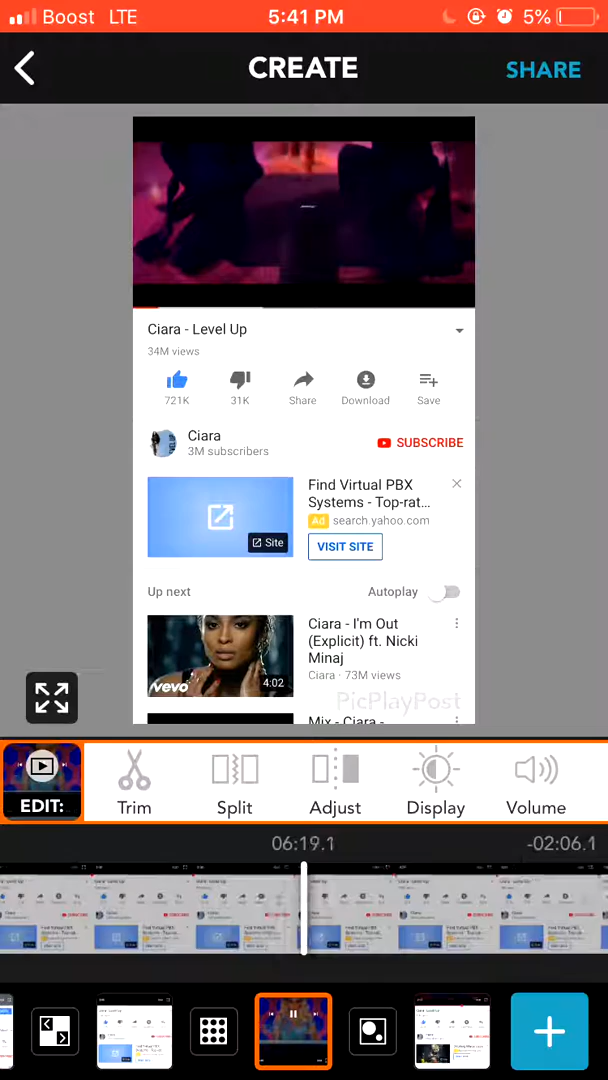 Boost LTE 5:41 PM 5%
CREATE
SHARE
Ciara - Level Up
34M views
721K 31K Share Download Save
Ciara
3M subscribers
SUBSCRIBE
Find Virtual PBX
Systems - Top-rat...
Ad search.yahoo.com
Site
VISIT SITE
Up next
Autoplay
Ciara - I'm Out
(Explicit) ft. Nicki
Minaj
Ciara · 73M views
vevo
4:02
PicPlayPost
Mix - Ciara -
EDIT:
Trim Split Adjust Display Volume
06:19.1
-02:06.1